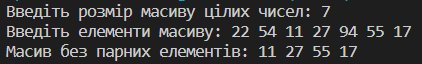 Введіть розмір масиву цілих чисел: 7
Введіть елементи масиву: 22 54 11 27 94 55 17
Масив без парних елементів: 11 27 55 17